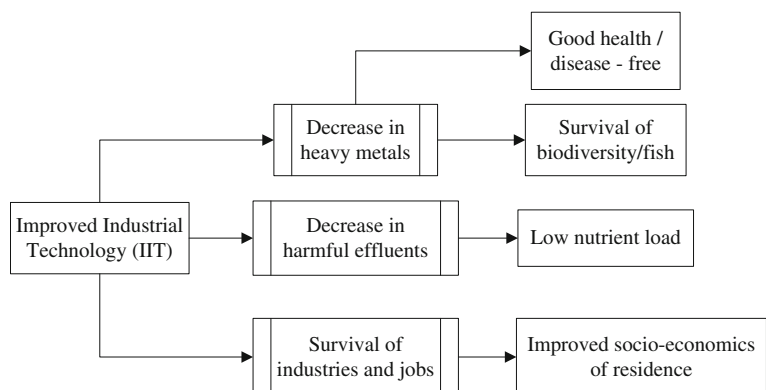 Good health /
disease - free
Decrease in
heavy metals
Survival of
biodiversity/fish
Improved Industrial
Technology (IIT)
Decrease in
harmful effluents
Low nutrient load
Survival of
industries and jobs
Improved socio-economics
of residence